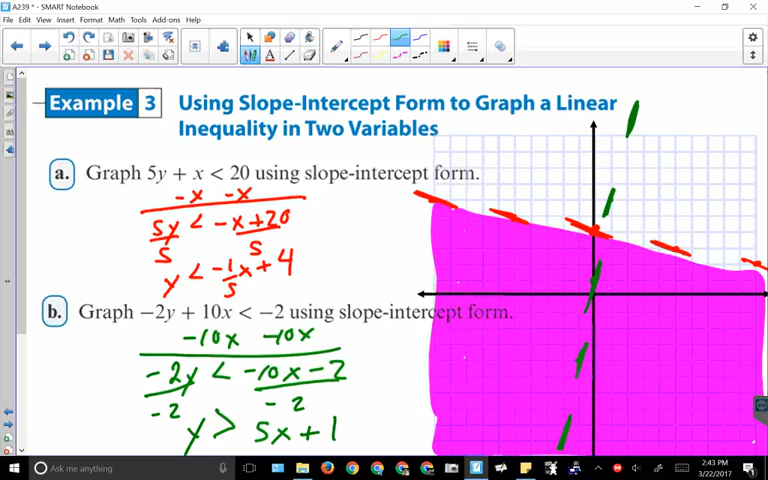 A239 * - SMART Notebook
File Edit View Insert Format Math Tools Add-ons Help
Example 3 Using Slope-Intercept Form to Graph a Linear
Inequality in Two Variables
a. Graph 5y + x < 20 using slope-intercept form.
-x -x
5y < -x + 20
5 5
y < -1/5x + 4
b. Graph −2y + 10x < −2 using slope-intercept form.
-10x -10x
-2y < -10x - 2
-2 -2
y > 5x + 1
Ask me anything
2:43 PM
3/22/2017